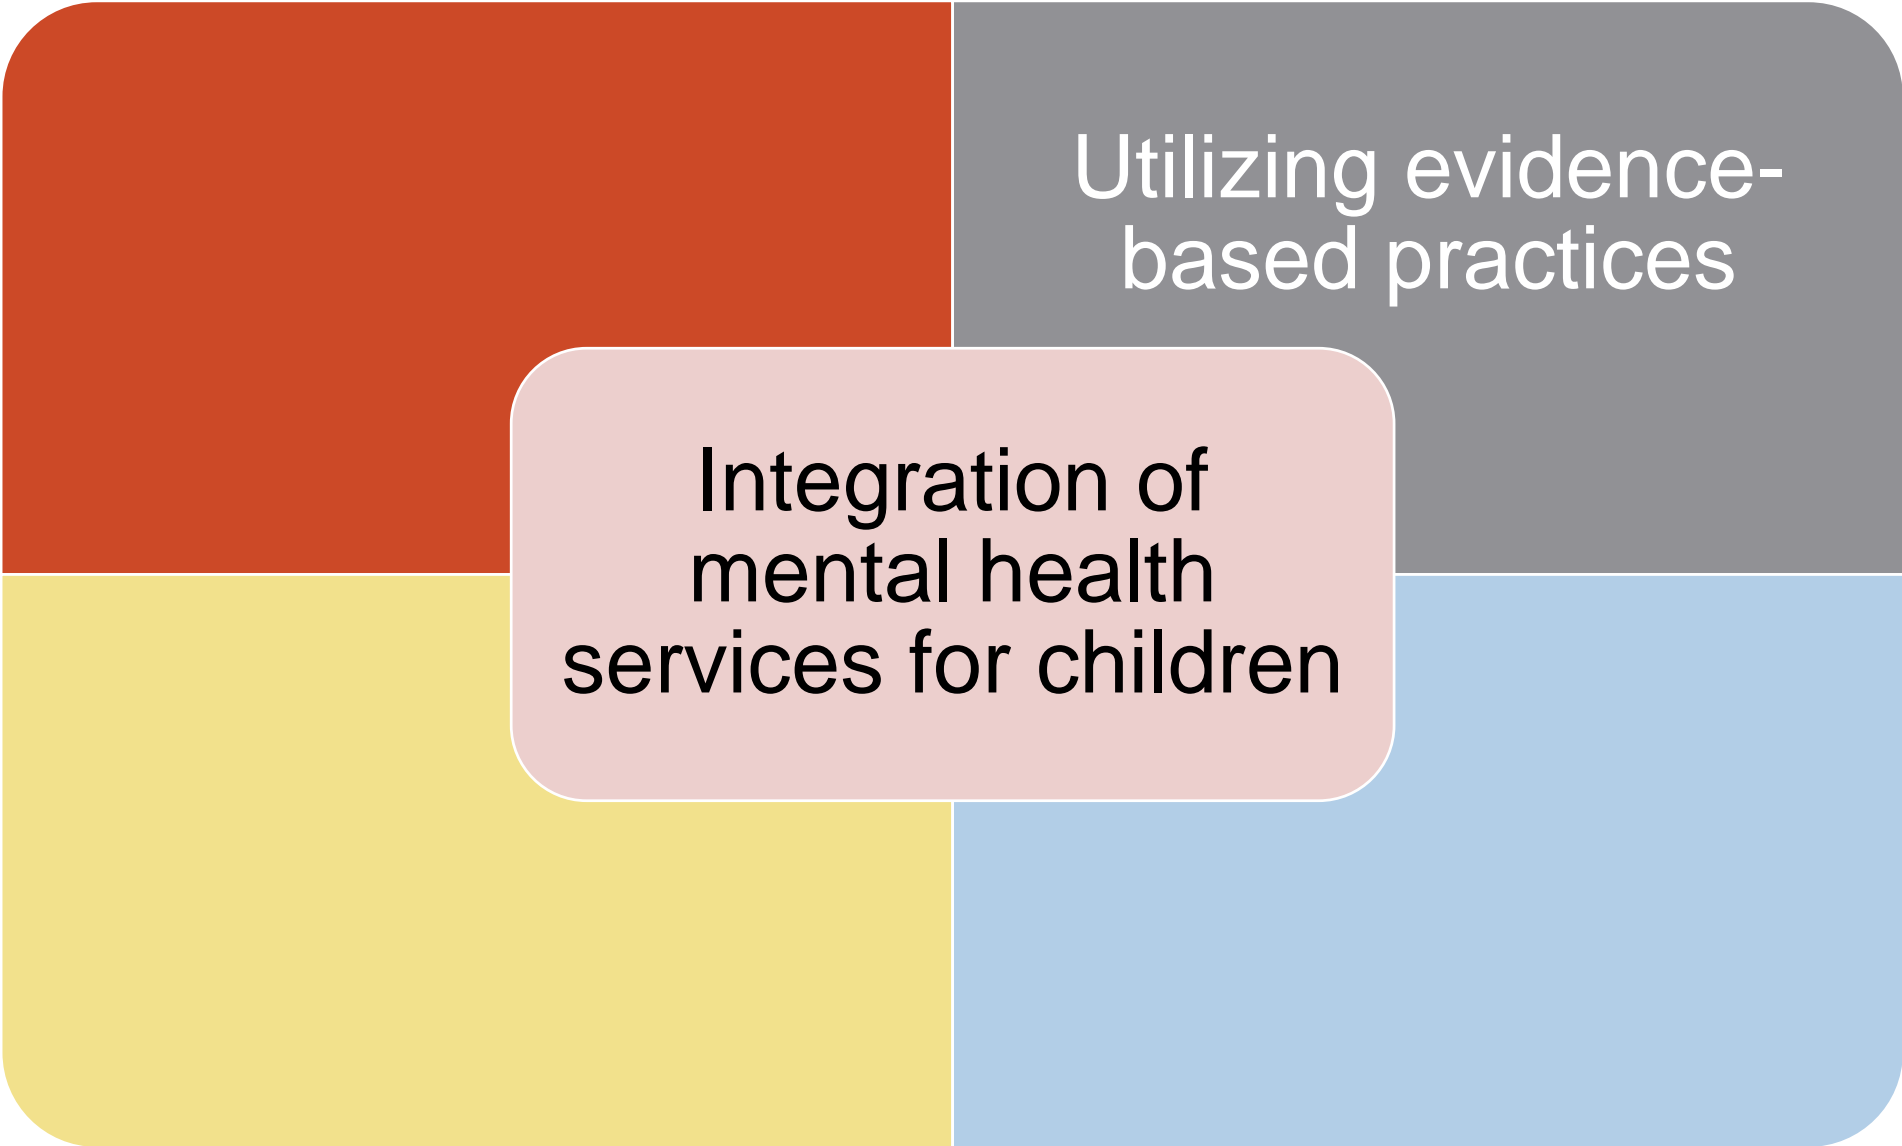 Utilizing evidence-
based practices
Integration of
mental health
services for children